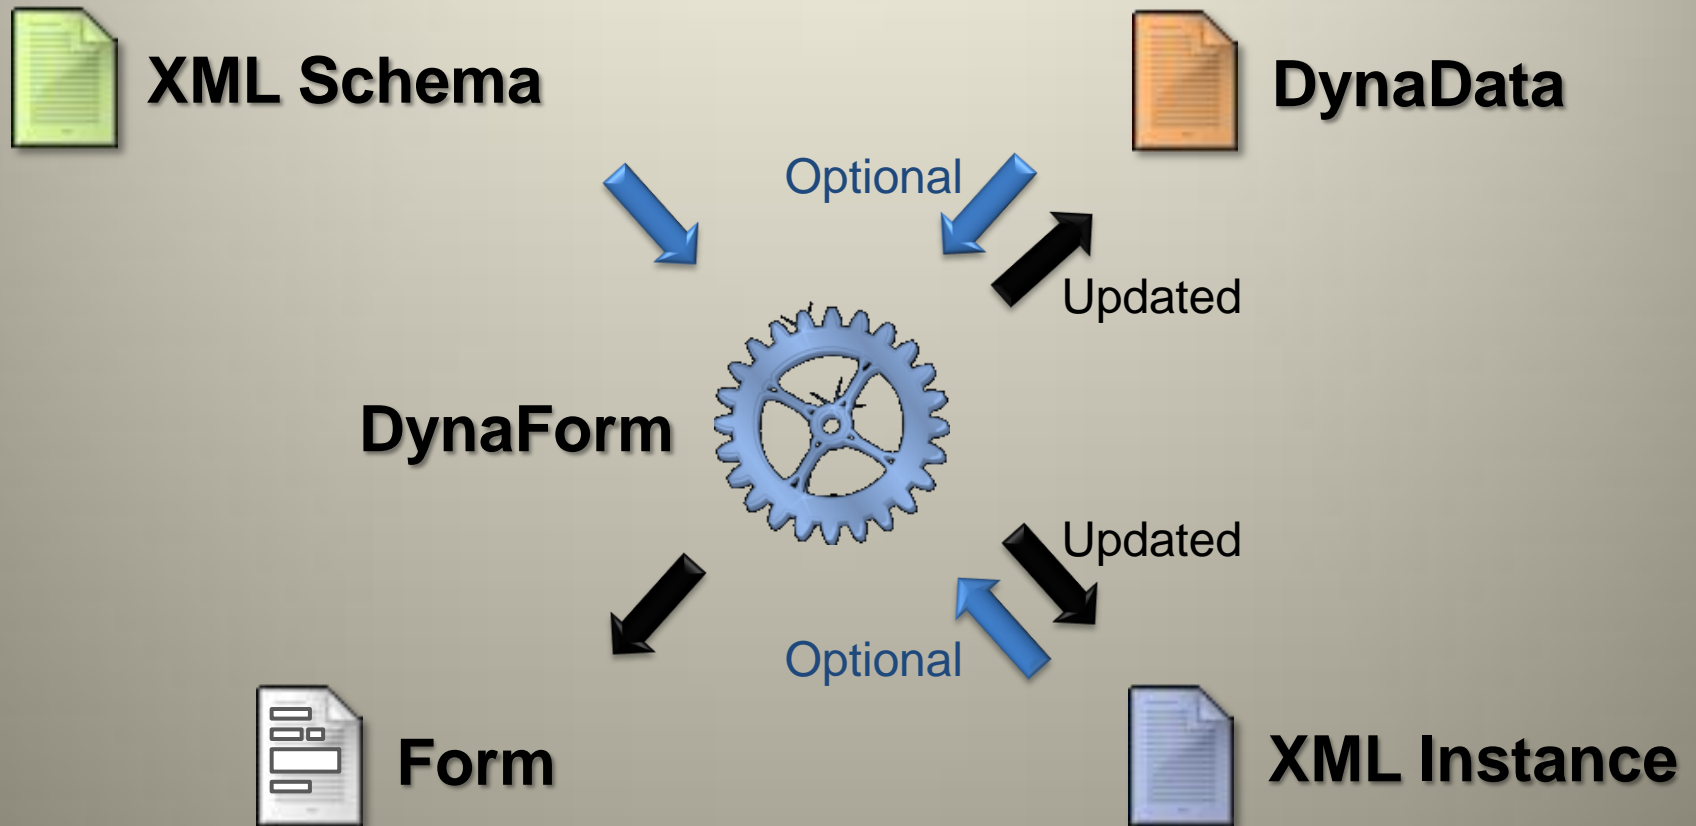 XML Schema
DynaData
Optional
Updated
DynaForm
Updated
Optional
Form
XML Instance